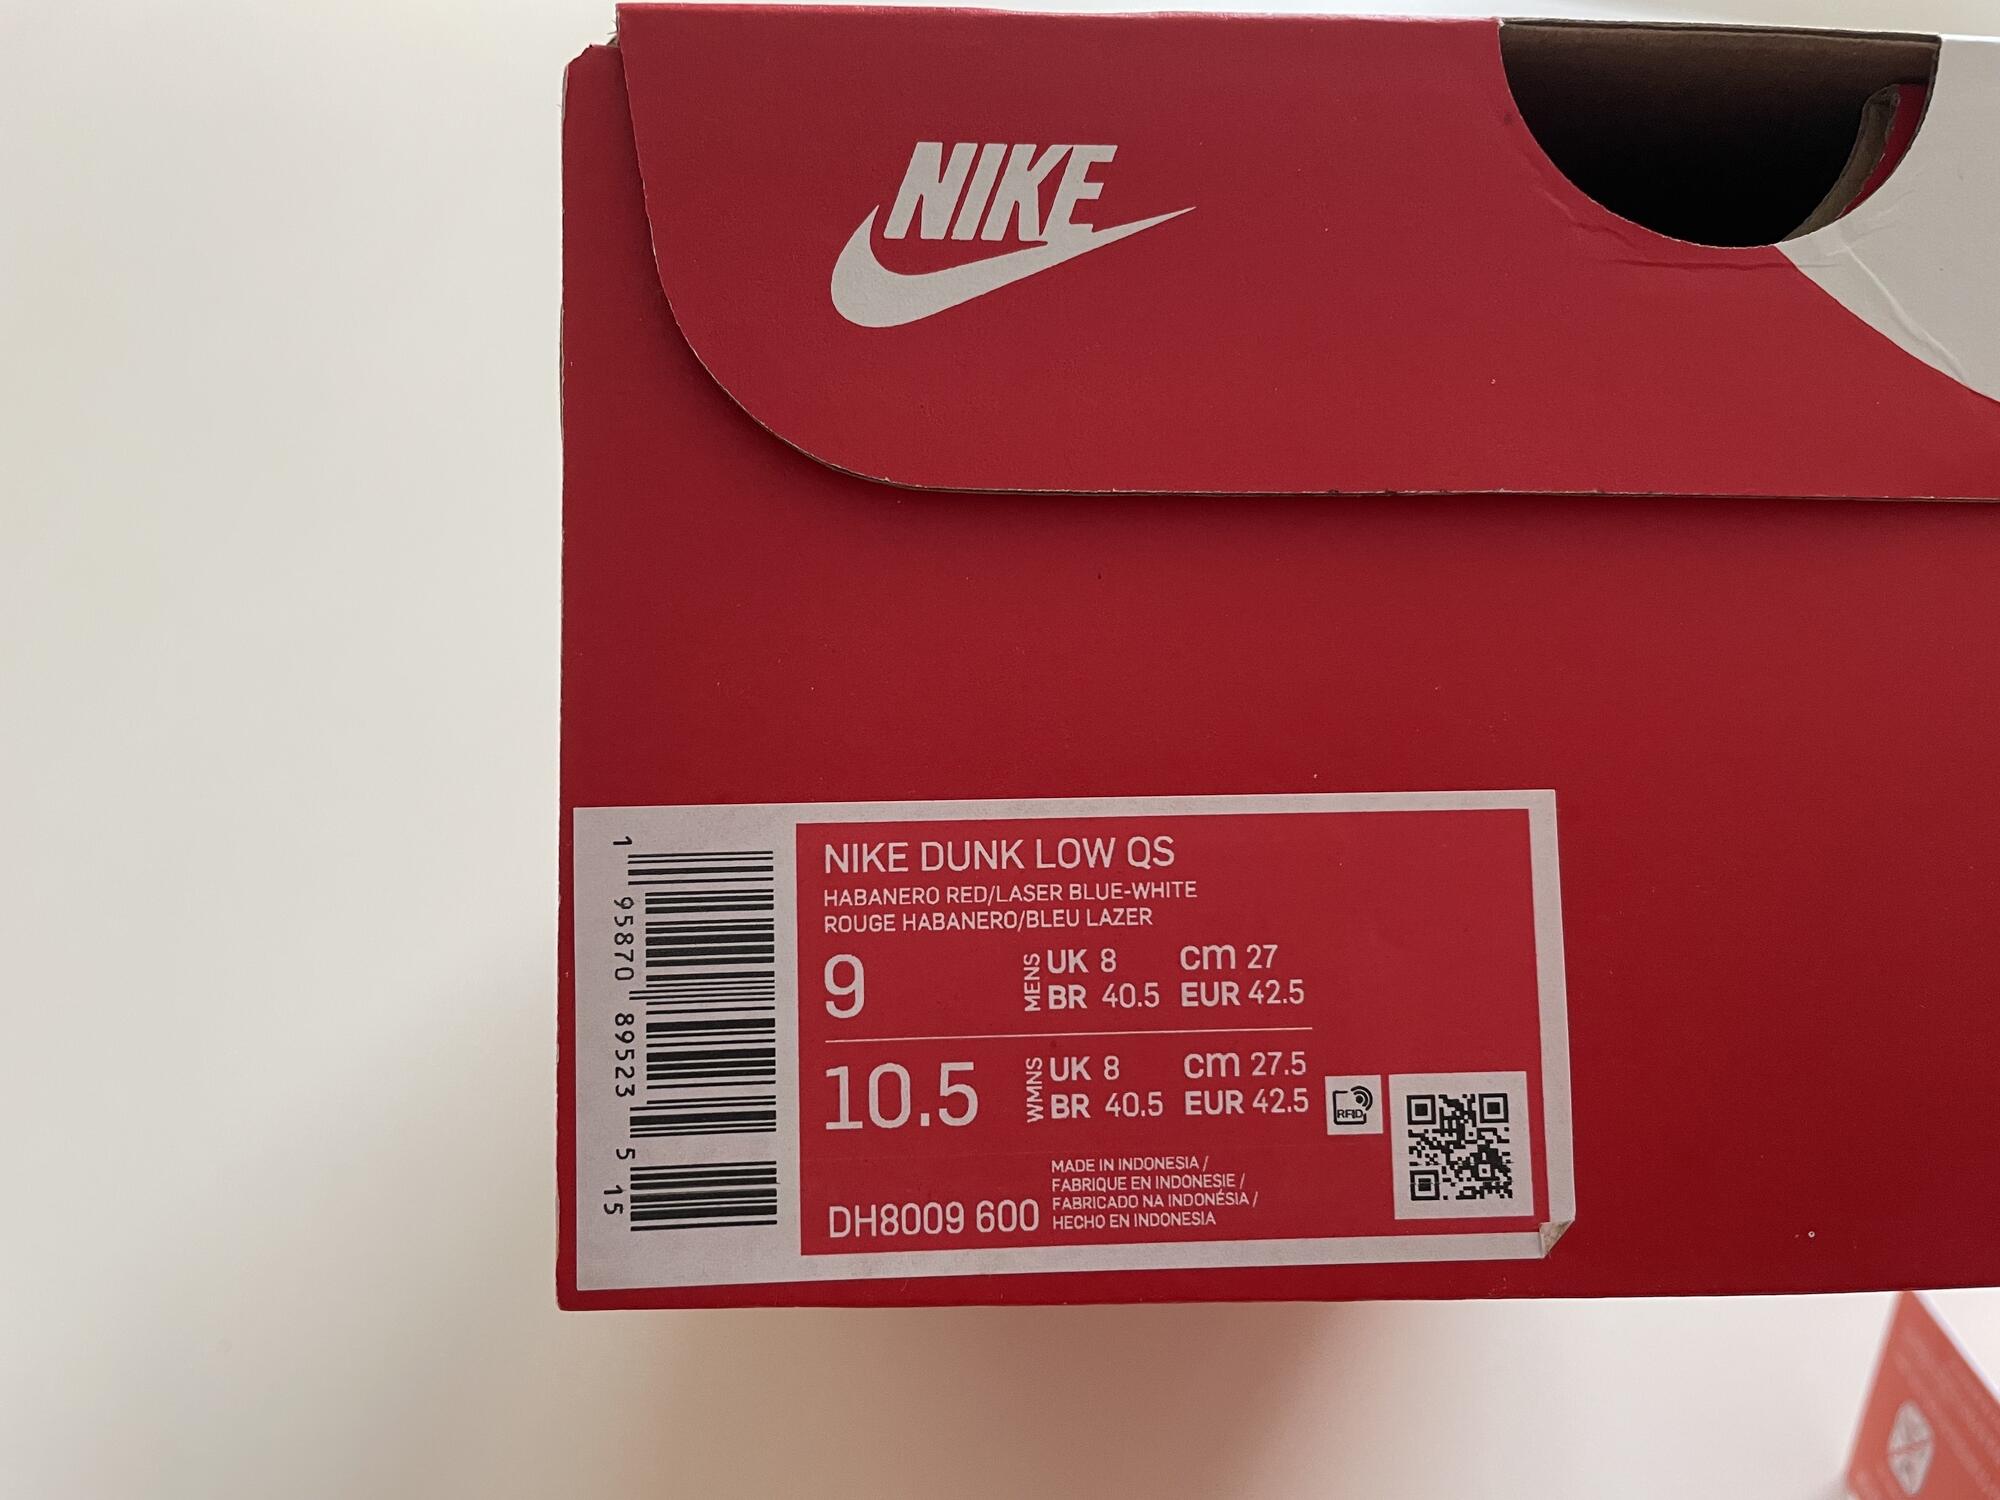 NIKE
1 95870 89523 5 15
NIKE DUNK LOW QS
HABANERO RED/LASER BLUE-WHITE
ROUGE HABANERO/BLEU LAZER
9
MENS
UK 8 cm 27
BR 40.5 EUR 42.5
10.5
WMNS
UK 8 cm 27.5
BR 40.5 EUR 42.5
RFID
DH8009 600
MADE IN INDONESIA /
FABRIQUE EN INDONESIE /
FABRICADO NA INDONÉSIA /
HECHO EN INDONESIA